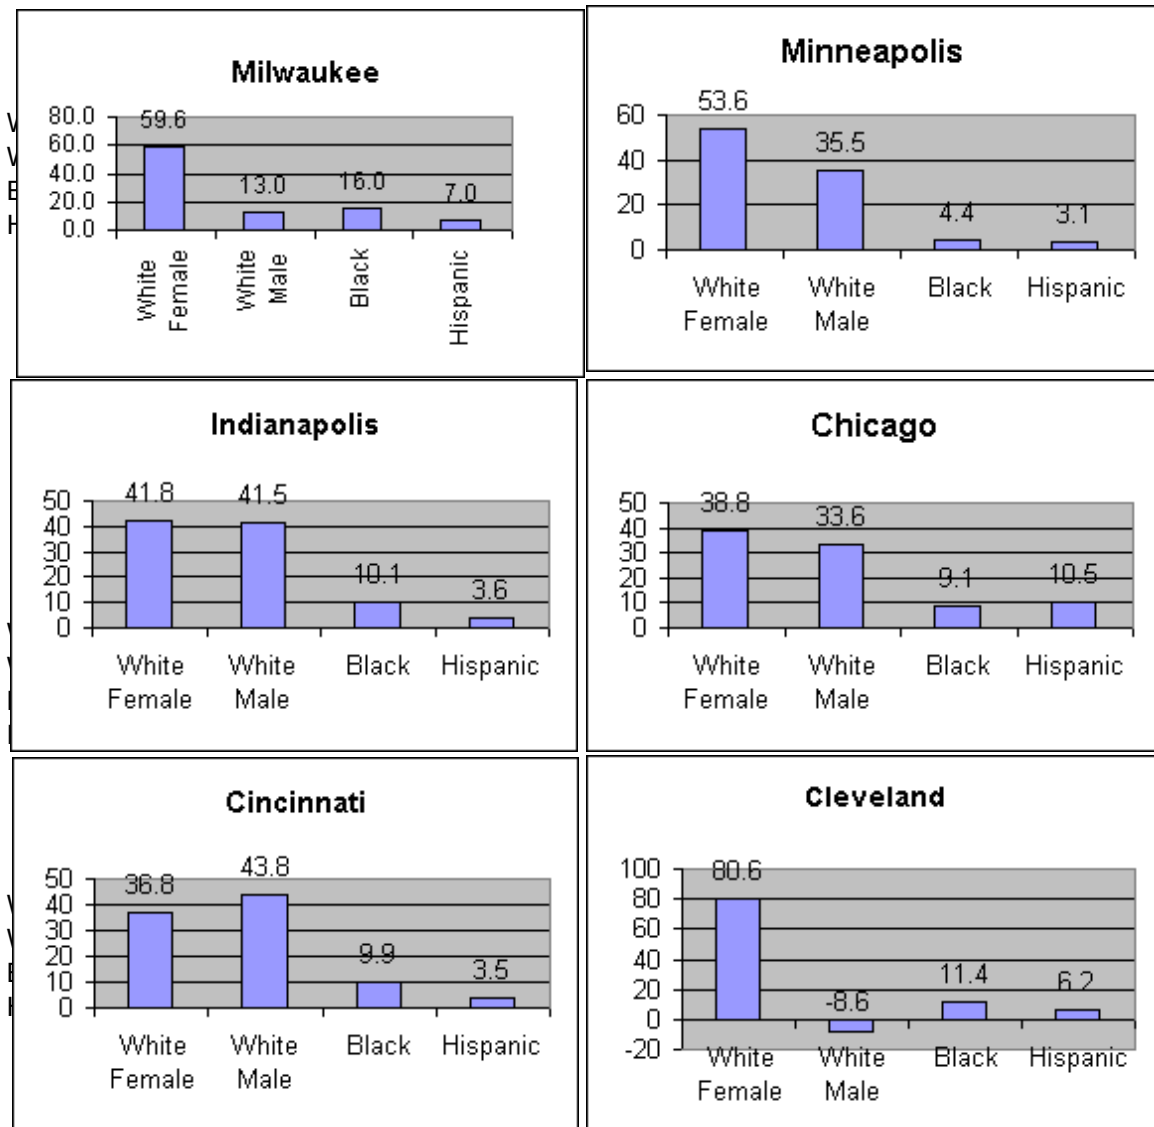 Milwaukee
80.0
60.0
40.0
20.0
0.0
59.6
13.0
16.0
7.0
White
Female
White
Male
Black
Hispanic
Minneapolis
60
40
20
0
53.6
35.5
4.4
3.1
White Female
White Male
Black
Hispanic
Indianapolis
50
40
30
20
10
0
41.8
41.5
10.1
3.6
White Female
White Male
Black
Hispanic
Chicago
50
40
30
20
10
0
38.8
33.6
9.1
10.5
White Female
White Male
Black
Hispanic
Cincinnati
50
40
30
20
10
0
36.8
43.8
9.9
3.5
White Female
White Male
Black
Hispanic
Cleveland
100
80
60
40
20
0
-20
80.6
-8.6
11.4
6.2
White Female
White Male
Black
Hispanic